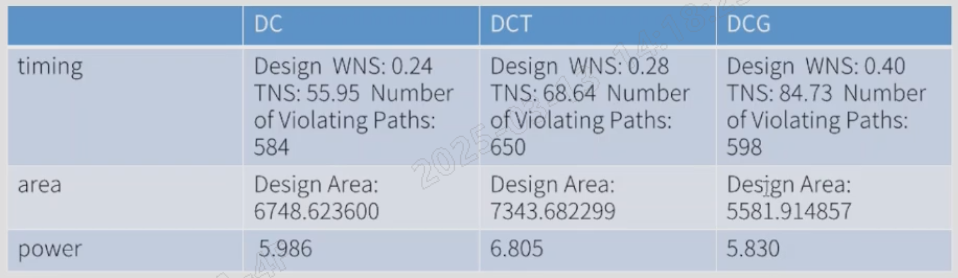 DC DCT DCG
timing Design WNS: 0.24 Design WNS: 0.28 Design WNS: 0.40
TNS: 55.95 Number TNS: 68.64 Number TNS: 84.73 Number
of Violating Paths: of Violating Paths: of Violating Paths:
584 650 598
area Design Area: Design Area: Design Area:
6748.623600 7343.682299 5581.914857
power 5.986 6.805 5.830